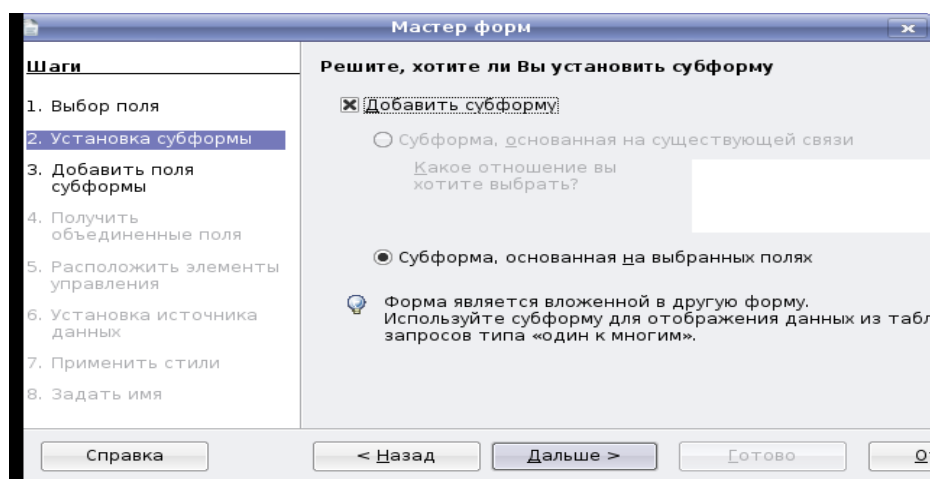 Мастер форм
Шаги
1. Выбор поля
2. Установка субформы
3. Добавить поля
субформы
4. Получить
объединенные поля
5. Расположить элементы
управления
6. Установка источника
данных
7. Применить стили
8. Задать имя
Решите, хотите ли Вы установить субформу
Добавить субформу
Субформа, основанная на существующей связи
Какое отношение вы
хотите выбрать?
Субформа, основанная на выбранных полях
Форма является вложенной в другую форму.
Используйте субформу для отображения данных из
запросов типа «один к многим».
Справка
< Назад
Дальше >
Готово